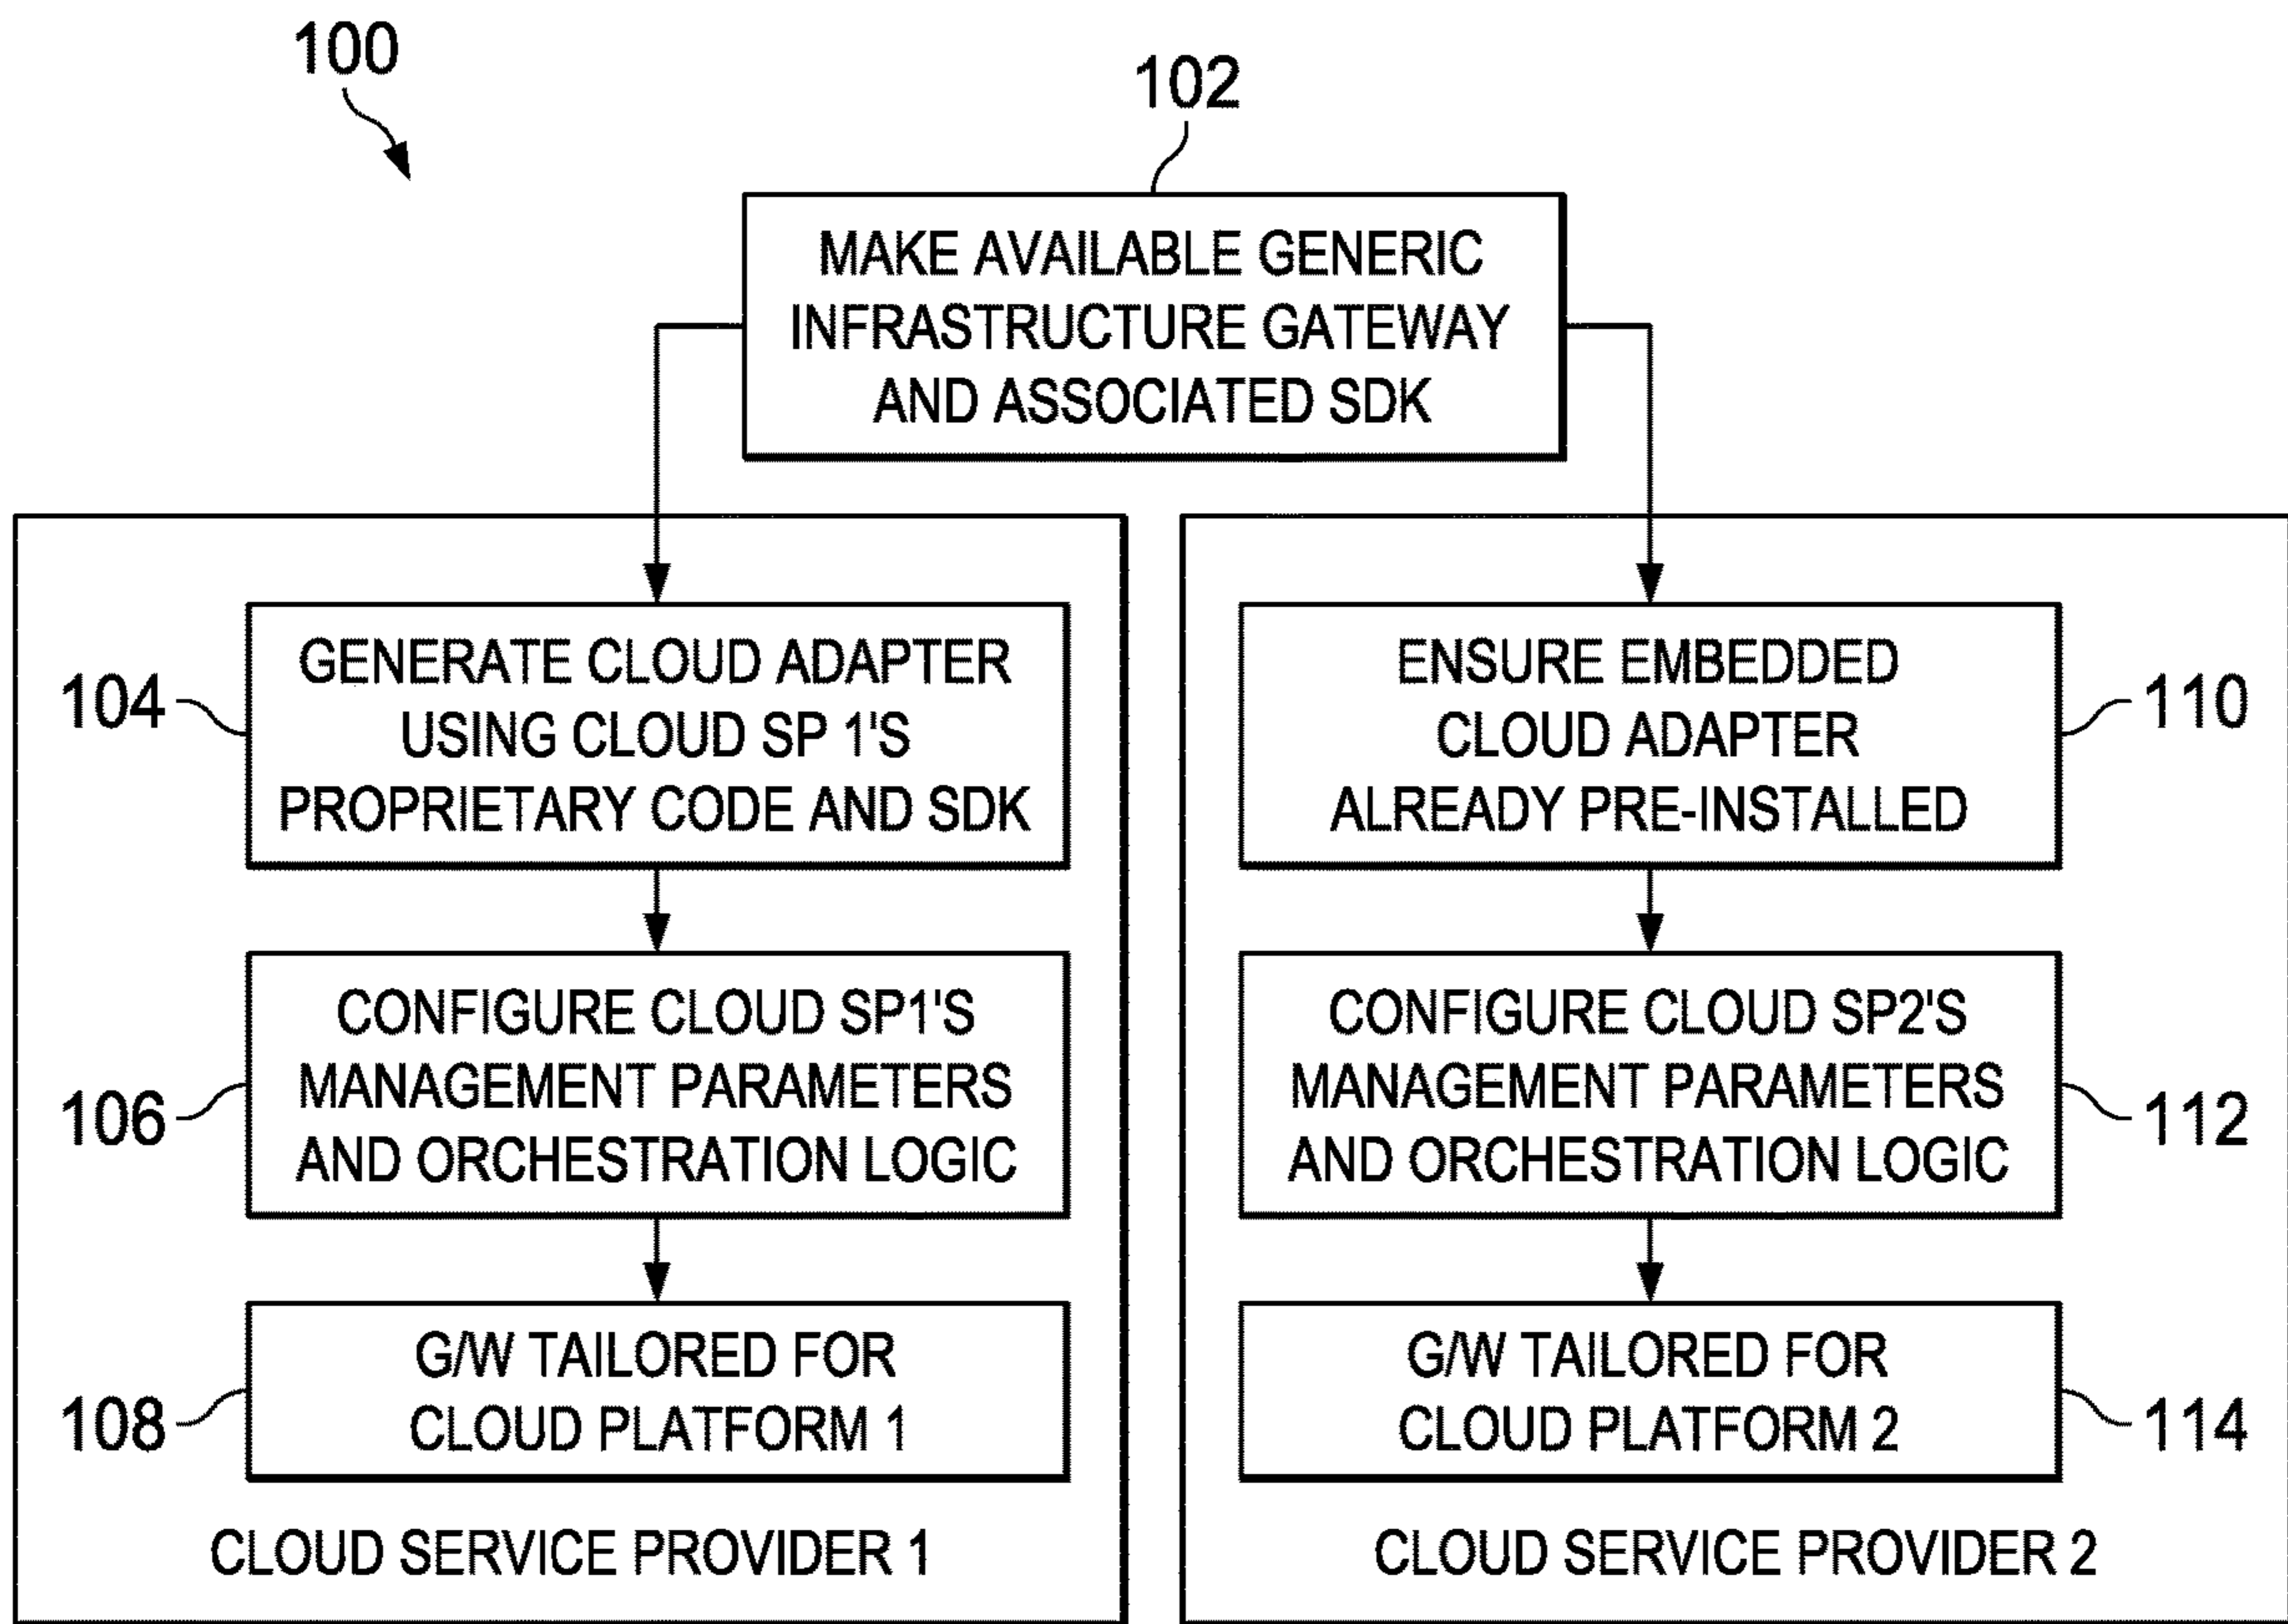 100
102
MAKE AVAILABLE GENERIC
INFRASTRUCTURE GATEWAY
AND ASSOCIATED SDK
104
GENERATE CLOUD ADAPTER
USING CLOUD SP 1'S
PROPRIETARY CODE AND SDK
106
CONFIGURE CLOUD SP1'S
MANAGEMENT PARAMETERS
AND ORCHESTRATION LOGIC
108
G/W TAILORED FOR
CLOUD PLATFORM 1
CLOUD SERVICE PROVIDER 1
ENSURE EMBEDDED
CLOUD ADAPTER
ALREADY PRE-INSTALLED
110
CONFIGURE CLOUD SP2'S
MANAGEMENT PARAMETERS
AND ORCHESTRATION LOGIC
112
G/W TAILORED FOR
CLOUD PLATFORM 2
114
CLOUD SERVICE PROVIDER 2